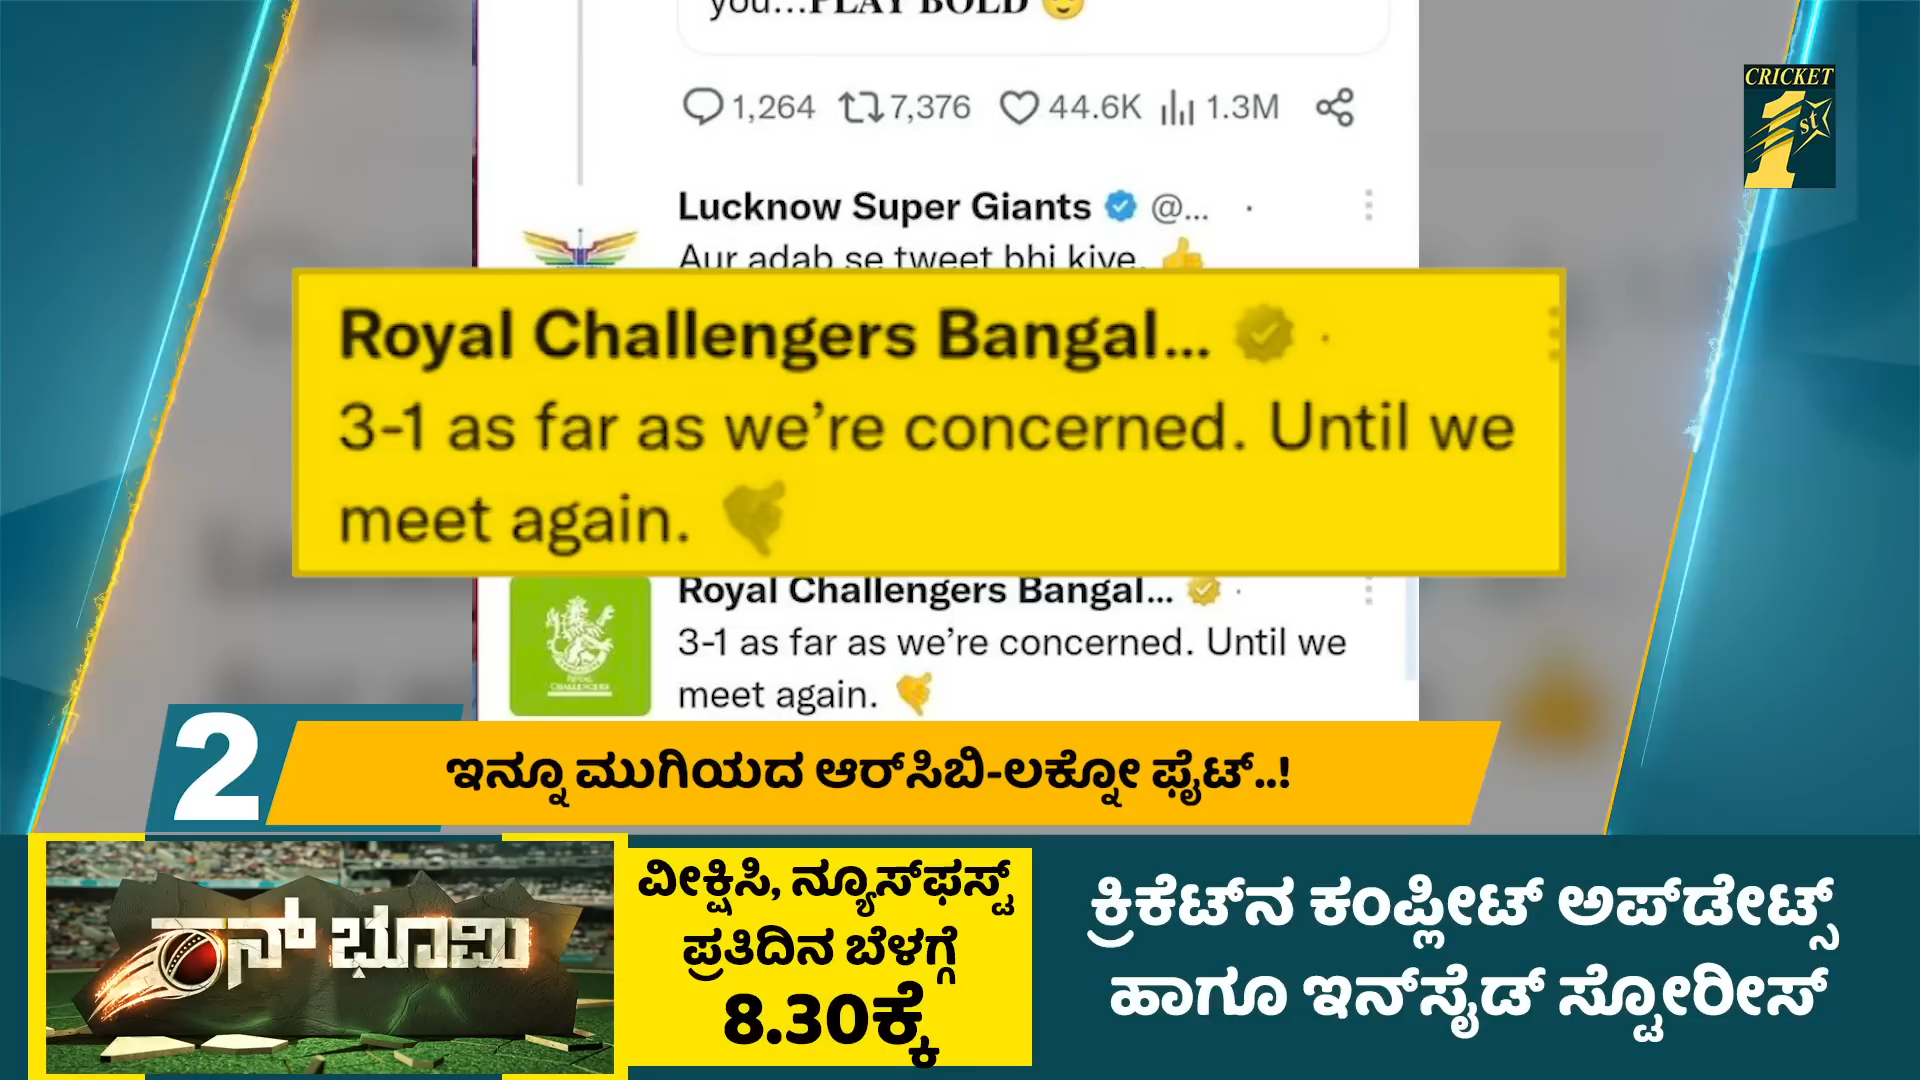 you...PLAY BOLD
1,264 7,376 44.6K 1.3M
CRICKET
1st
Lucknow Super Giants @... ·
Aur adab se tweet bhi kiye.
Royal Challengers Bangal... ·
3-1 as far as we're concerned. Until we
meet again.
Royal Challengers Bangal... ·
3-1 as far as we're concerned. Until we
meet again.
ROYAL
CHALLENGERS
2
ಇನ್ನೂ ಮುಗಿಯದ ಆರ್‌ಸಿಬಿ-ಲಕ್ನೋ ಫೈಟ್..!
ರನ್ ಭೂಮಿ
ವೀಕ್ಷಿಸಿ, ನ್ಯೂಸ್‌ಫಸ್ಟ್
ಪ್ರತಿದಿನ ಬೆಳಗ್ಗೆ
8.30ಕ್ಕೆ
ಕ್ರಿಕೆಟ್‌ನ ಕಂಪ್ಲೀಟ್ ಅಪ್‌ಡೇಟ್ಸ್
ಹಾಗೂ ಇನ್‌ಸೈಡ್ ಸ್ಟೋರೀಸ್